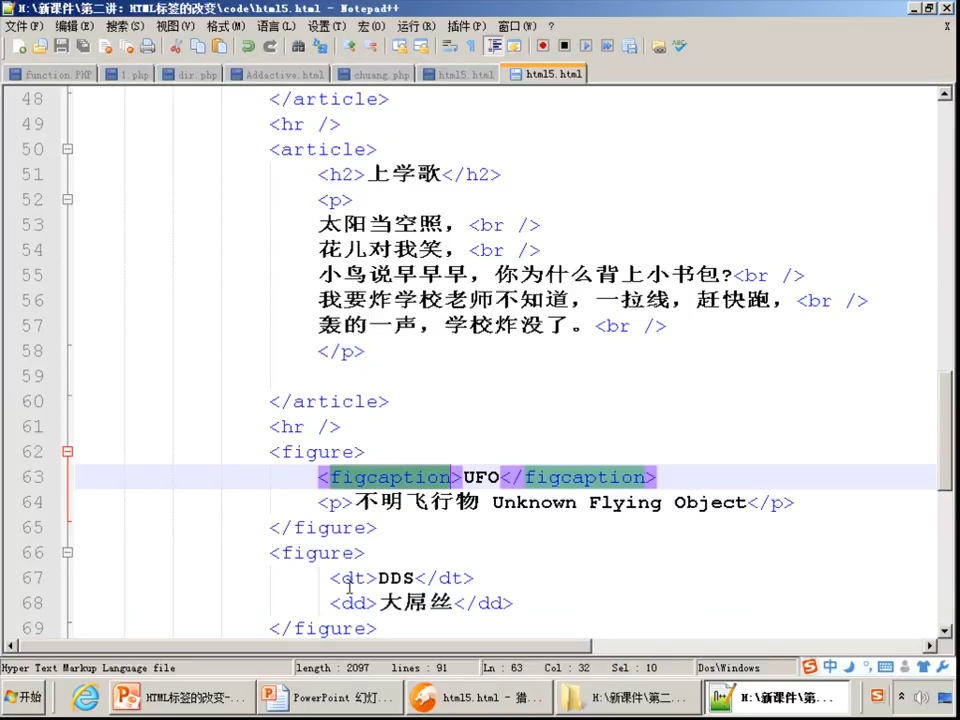 H:\新课件\第二讲：HTML标签的改变\code\html5.html - Notepad++
文件(F) 编辑(E) 搜索(S) 视图(V) 格式(M) 语言(L) 设置(T) 宏(O) 运行(R) 插件(P) 窗口(W) ? X
function.PHP 1.php dir.php Addactive.html chuang.php html5.html html5.html
48 </article>
49 <hr />
50 <article>
51 <h2>上学歌</h2>
52 <p>
53 太阳当空照，<br />
54 花儿对我笑，<br />
55 小鸟说早早早，你为什么背上小书包?<br />
56 我要炸学校老师不知道，一拉线，赶快跑，<br />
57 轰的一声，学校炸没了。<br />
58 </p>
59
60 </article>
61 <hr />
62 <figure>
63 <figcaption>UFO</figcaption>
64 <p>不明飞行物 Unknown Flying Object</p>
65 </figure>
66 <figure>
67 <dt>DDS</dt>
68 <dd>大屌丝</dd>
69 </figure>
Hyper Text Markup Language file length : 2097 lines : 91 Ln : 63 Col : 32 Sel : 10 Dos\Windows 中
开始 HTML标签的改变-... PowerPoint 幻灯... html5.html - 猎... H:\新课件\第二... H:\新课件\第...